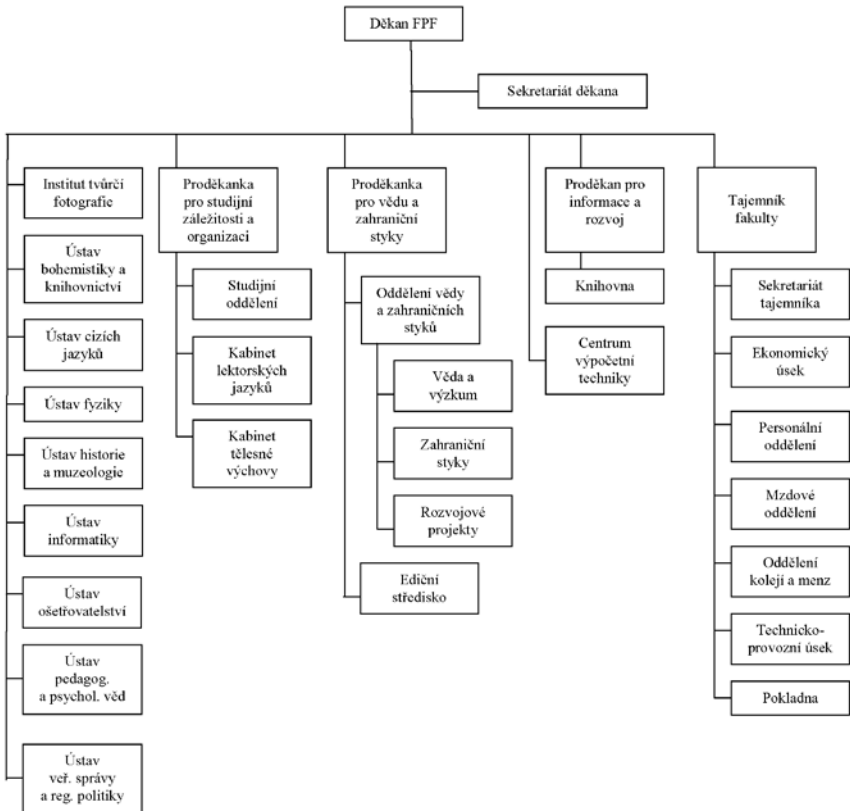 Děkan FPF
Sekretariát děkana
Institut tvůrčí
fotografie
Ústav
bohemistiky a
knihovnictví
Ústav cizích
jazyků
Ústav fyziky
Ústav historie
a muzeologie
Ústav
informatiky
Ústav
ošetřovatelství
Ústav
pedagog.
a psychol. věd
Ústav
veř. správy
a reg. politiky
Proděkanka
pro studijní
záležitosti a
organizaci
Studijní
oddělení
Kabinet
lektorských
jazyků
Kabinet
tělesné
výchovy
Proděkanka
pro vědu a
zahraniční
styky
Oddělení vědy
a zahraničních
styků
Věda a
výzkum
Zahraniční
styky
Rozvojové
projekty
Ediční
středisko
Proděkan pro
informace a
rozvoj
Knihovna
Centrum
výpočetní
techniky
Tajemník
fakulty
Sekretariát
tajemníka
Ekonomický
úsek
Personální
oddělení
Mzdové
oddělení
Oddělení
kolejí a menz
Technicko-
provozní úsek
Pokladna